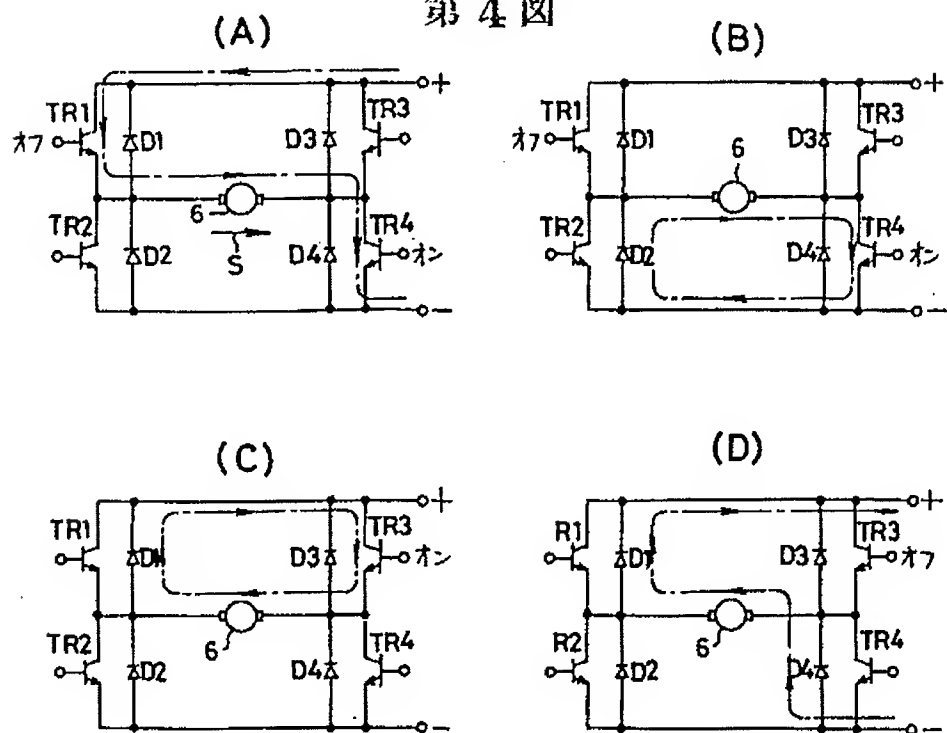 第4図
(A)
+
TR1
オフ
D1
D3
TR3
6
TR2
D2
S
D4
TR4
オン
−
(B)
+
TR1
オフ
D1
6
D3
TR3
TR2
D2
D4
TR4
オン
−
(C)
+
TR1
D1
D3
TR3
オン
6
TR2
D2
D4
TR4
−
(D)
+
R1
D1
D3
TR3
オフ
6
R2
D2
D4
TR4
−